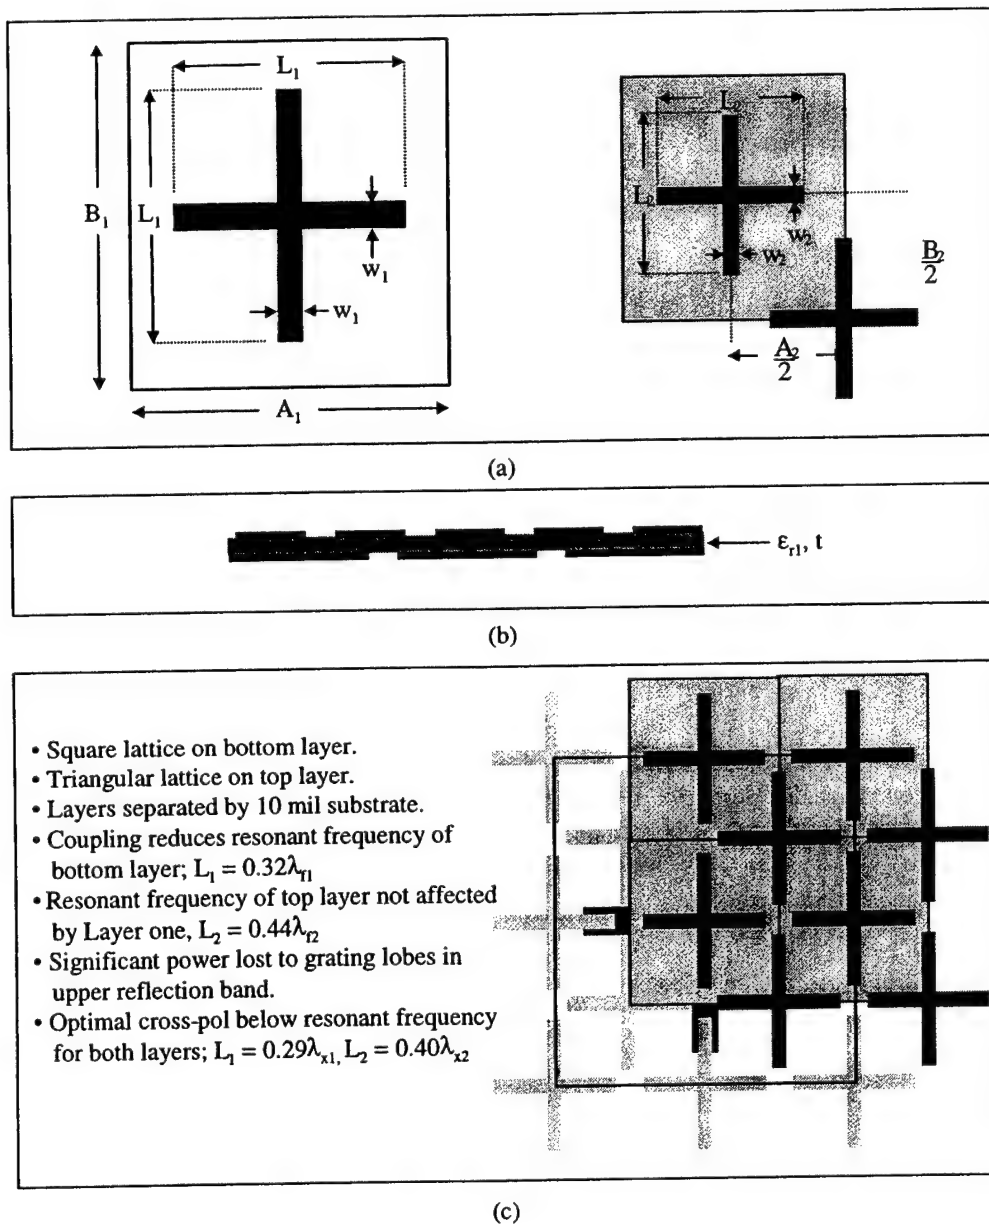 L₁
B₁
L₁
w₁
w₁
A₁
L₂
L₂
w₂
w₂
B₂
2
A₂
2
(a)
εr1, t
(b)
• Square lattice on bottom layer.
• Triangular lattice on top layer.
• Layers separated by 10 mil substrate.
• Coupling reduces resonant frequency of
bottom layer; L₁ = 0.32λf1
• Resonant frequency of top layer not affected
by Layer one, L₂ = 0.44λf2
• Significant power lost to grating lobes in
upper reflection band.
• Optimal cross-pol below resonant frequency
for both layers; L₁ = 0.29λx1, L₂ = 0.40λx2
(c)